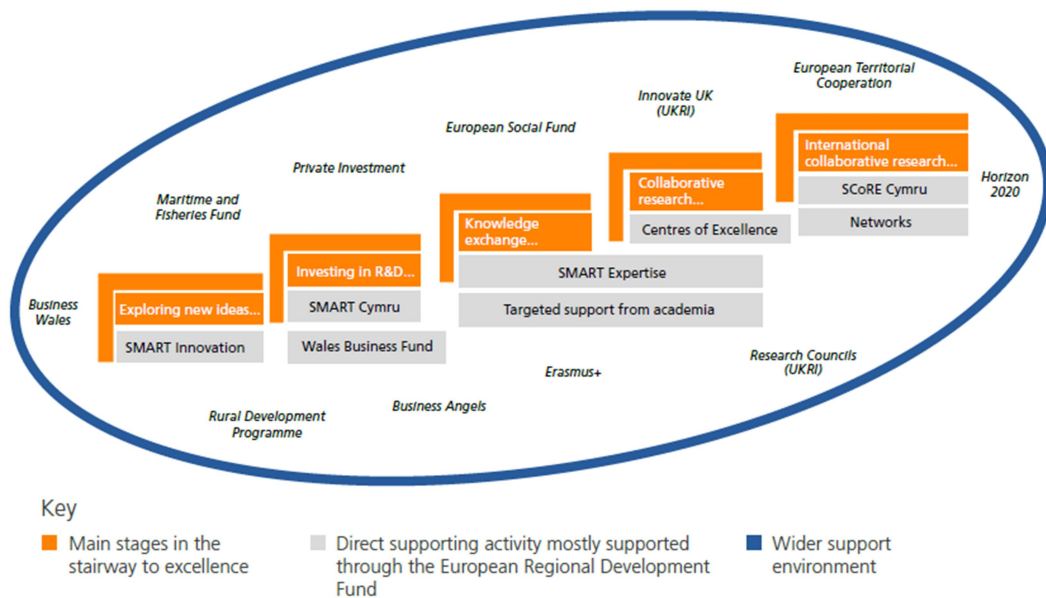 European Territorial
Cooperation
Innovate UK
(UKRI)
European Social Fund
Private Investment
Maritime and
Fisheries Fund
Horizon
2020
Business
Wales
International
collaborative research...
SCoRE Cymru
Networks
Collaborative
research...
Centres of Excellence
Knowledge
exchange...
SMART Expertise
Targeted support from academia
Investing in R&D...
SMART Cymru
Wales Business Fund
Exploring new ideas...
SMART Innovation
Research Councils
(UKRI)
Erasmus+
Business Angels
Rural Development
Programme
Key
Main stages in the
stairway to excellence
Direct supporting activity mostly supported
through the European Regional Development
Fund
Wider support
environment